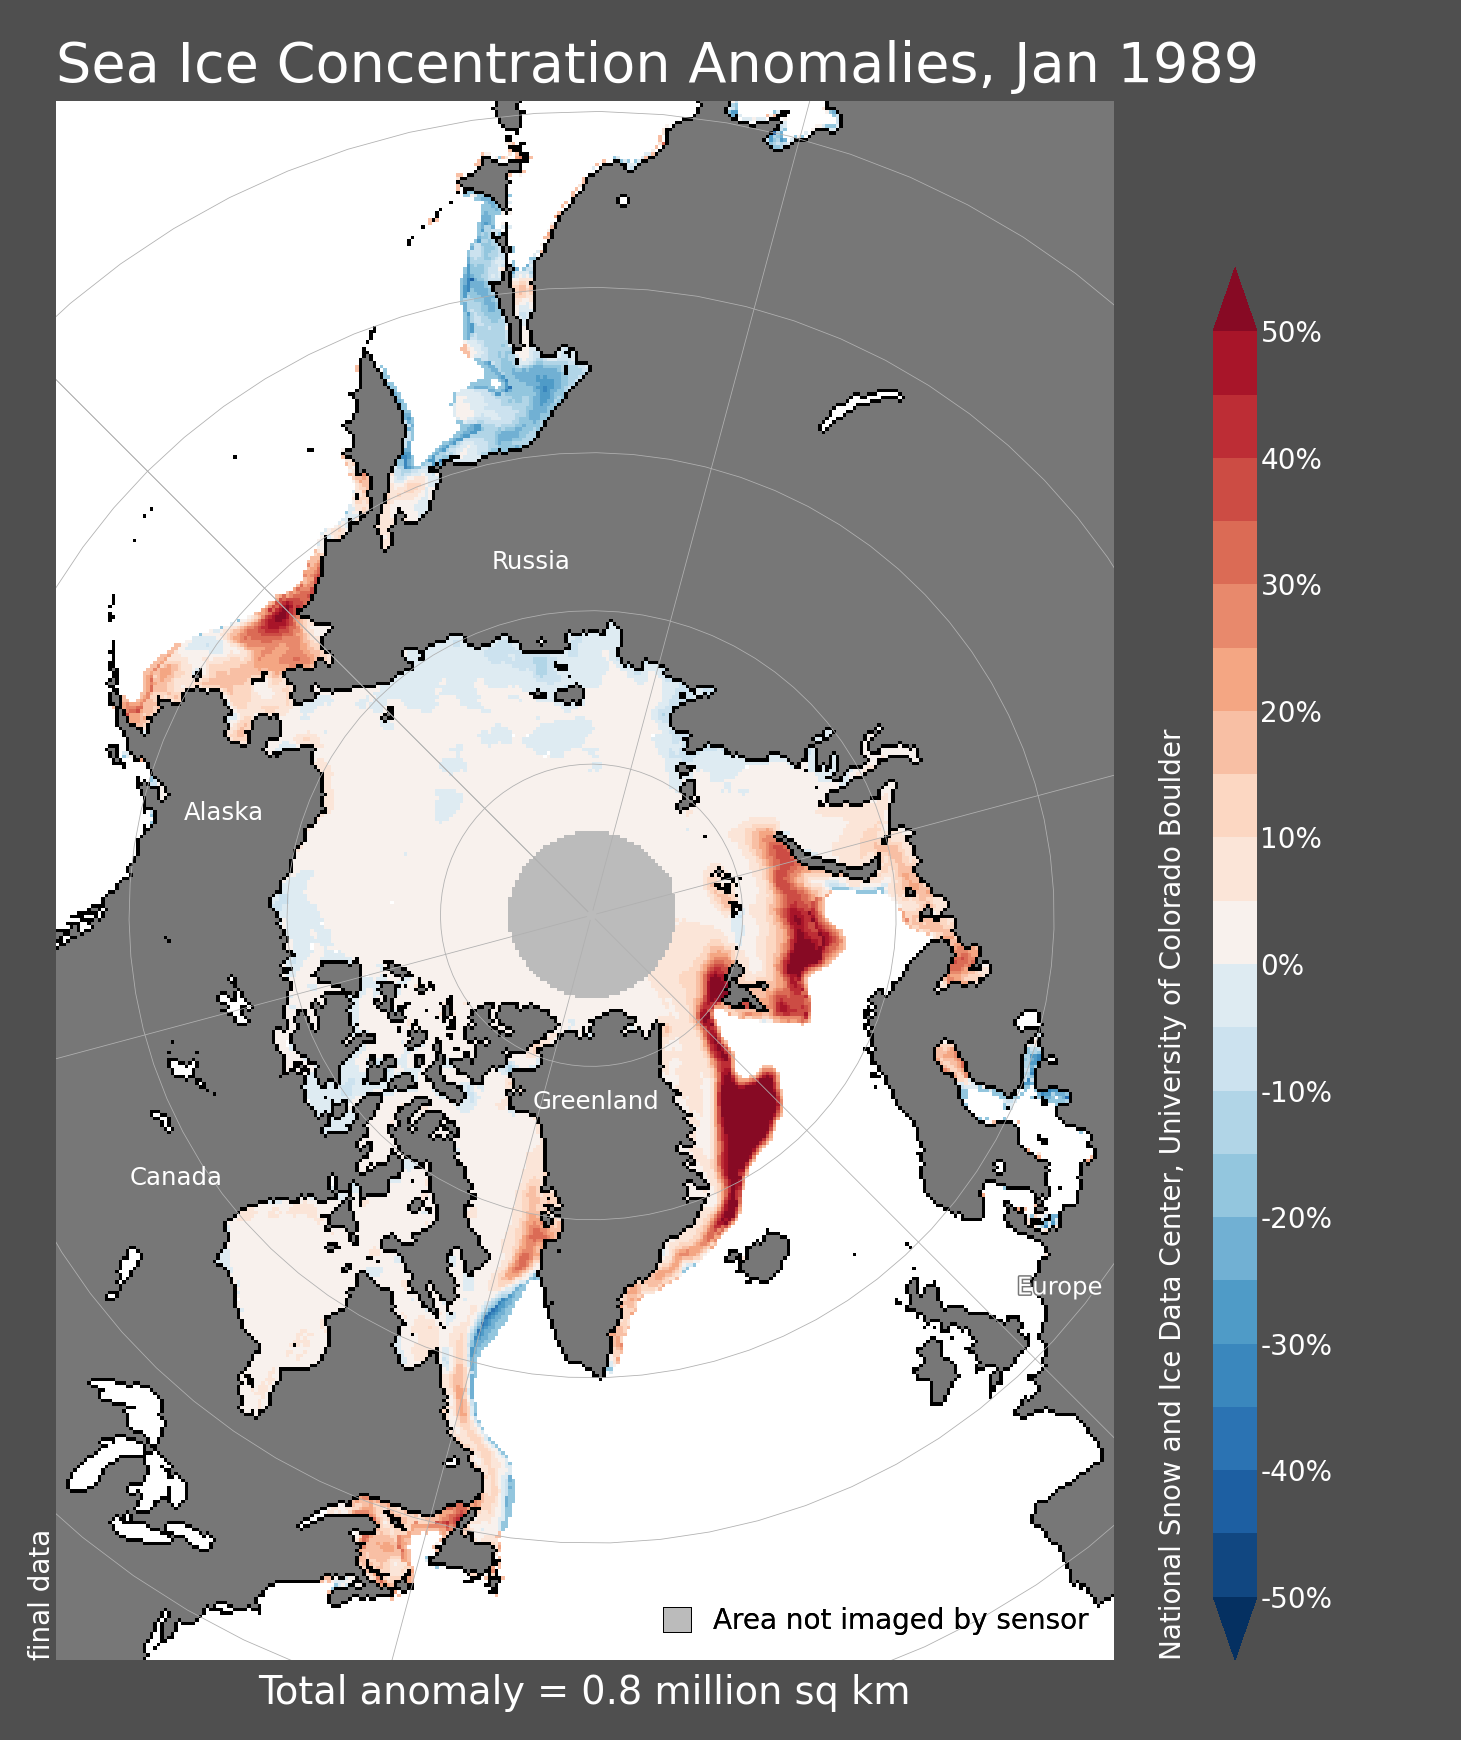 Sea Ice Concentration Anomalies, Jan 1989
Russia
Alaska
Greenland
Canada
Europe
50%
40%
30%
20%
10%
0%
-10%
-20%
-30%
-40%
-50%
National Snow and Ice Data Center, University of Colorado Boulder
final data
Area not imaged by sensor
Total anomaly = 0.8 million sq km